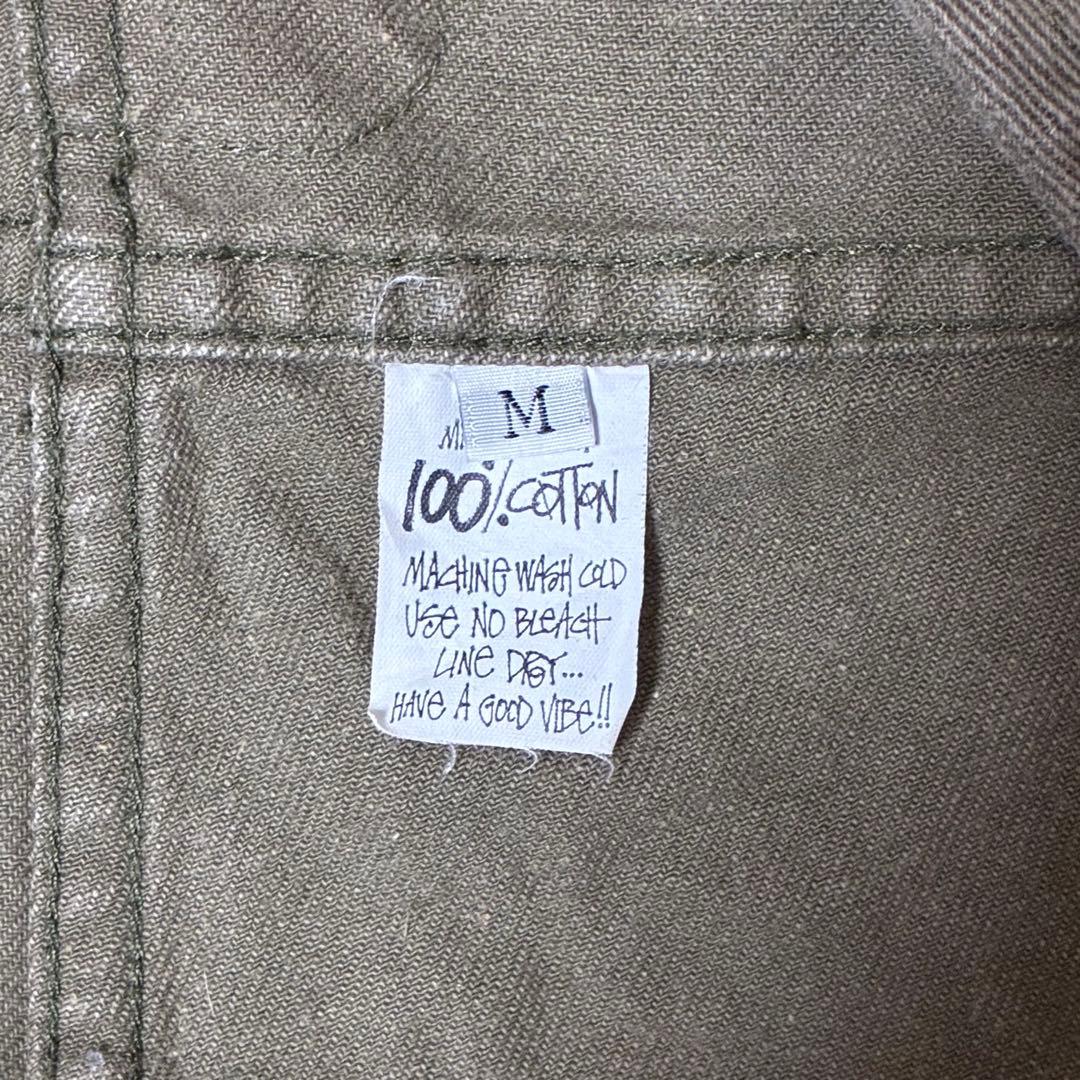 M
100%.COTTON
MACHINE WASH COLD
USE NO BLEACH
LINE DRY...
HAVE A GOOD VIBE!!